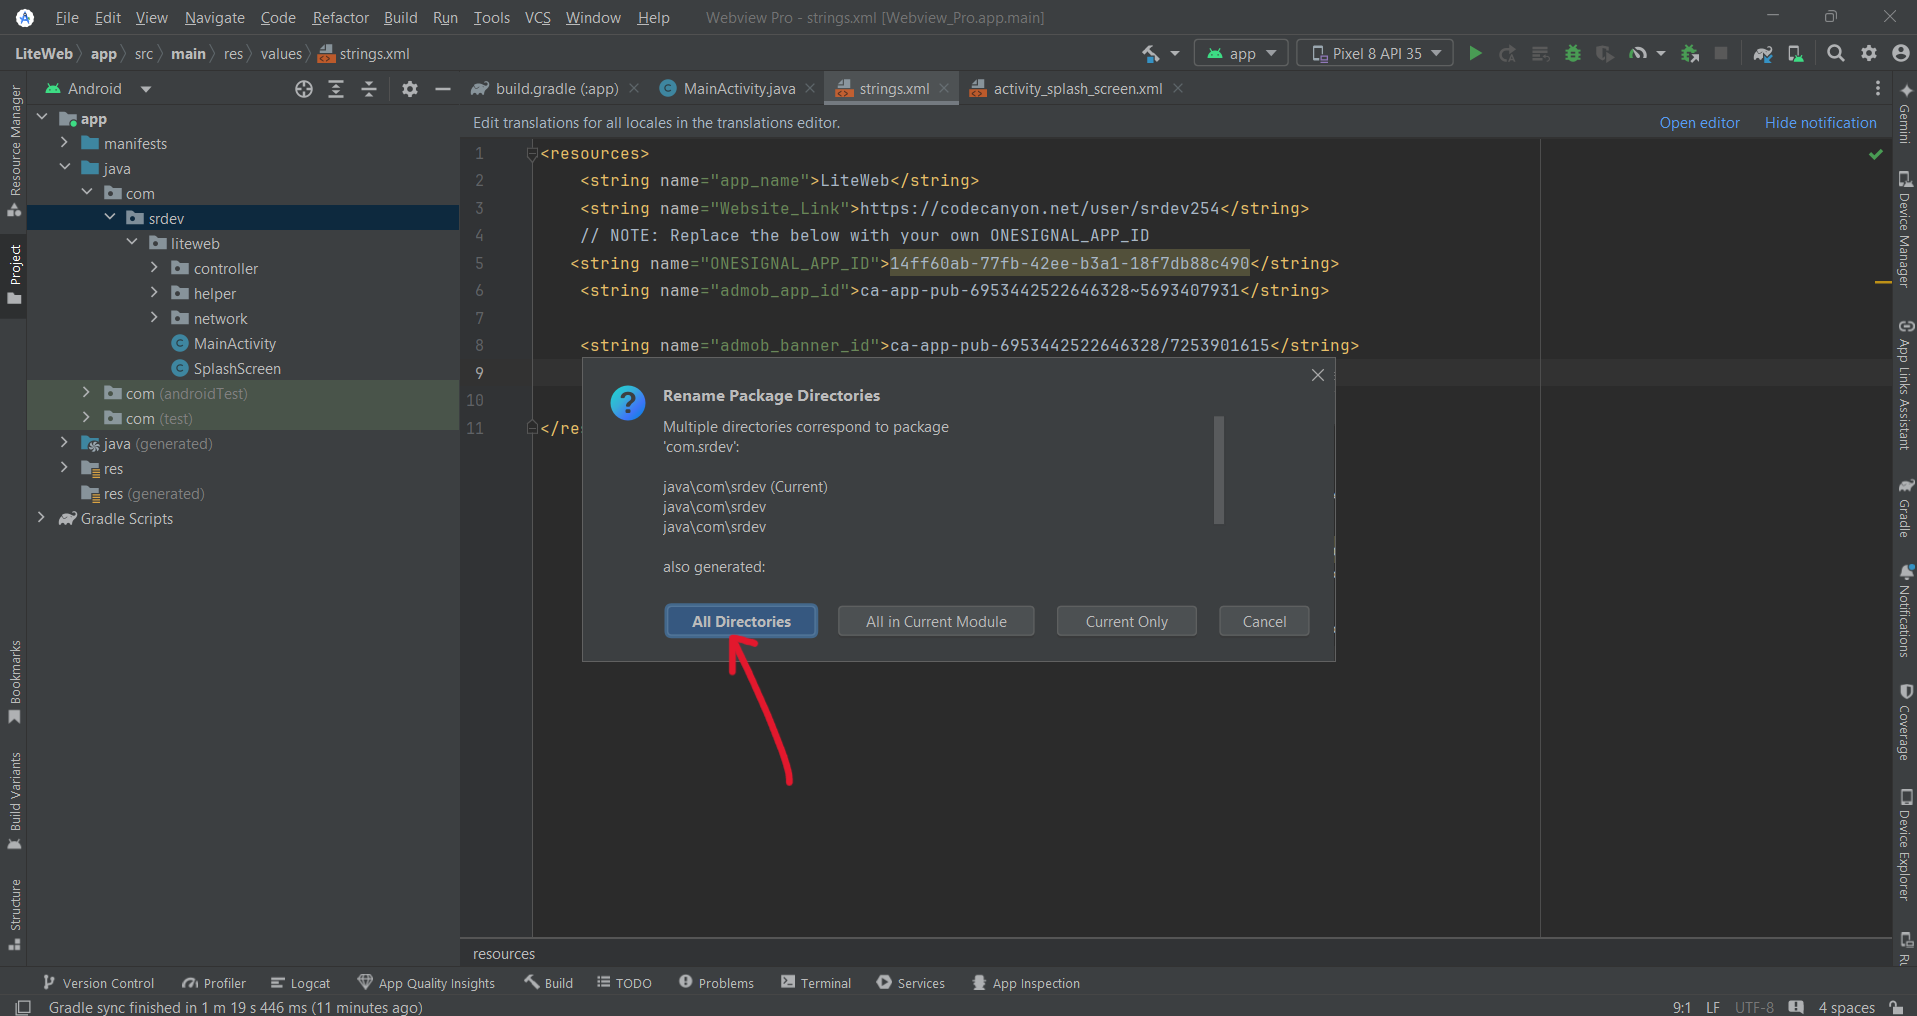 File Edit View Navigate Code Refactor Build Run Tools VCS Window Help Webview Pro - strings.xml [Webview_Pro.app.main]
LiteWeb app src main res values strings.xml
app Pixel 8 API 35
Android
build.gradle (:app) MainActivity.java strings.xml activity_splash_screen.xml
Edit translations for all locales in the translations editor. Open editor Hide notification
Resource Manager
Project
Bookmarks
Build Variants
Structure
app
manifests
java
com
srdev
liteweb
controller
helper
network
MainActivity
SplashScreen
com (androidTest)
com (test)
java (generated)
res
res (generated)
Gradle Scripts
1 <resources>
2 <string name="app_name">LiteWeb</string>
3 <string name="Website_Link">https://codecanyon.net/user/srdev254</string>
4 // NOTE: Replace the below with your own ONESIGNAL_APP_ID
5 <string name="ONESIGNAL_APP_ID">14ff60ab-77fb-42ee-b3a1-18f7db88c490</string>
6 <string name="admob_app_id">ca-app-pub-6953442522646328~5693407931</string>
7
8 <string name="admob_banner_id">ca-app-pub-6953442522646328/7253901615</string>
9
10
11 </res
Rename Package Directories
Multiple directories correspond to package
'com.srdev':
java\com\srdev (Current)
java\com\srdev
java\com\srdev
also generated:
All Directories All in Current Module Current Only Cancel
Gemini
Device Manager
App Links Assistant
Gradle
Notifications
Coverage
Device Explorer
Ru
resources
Version Control Profiler Logcat App Quality Insights Build TODO Problems Terminal Services App Inspection
Gradle sync finished in 1 m 19 s 446 ms (11 minutes ago) 9:1 LF UTF-8 4 spaces